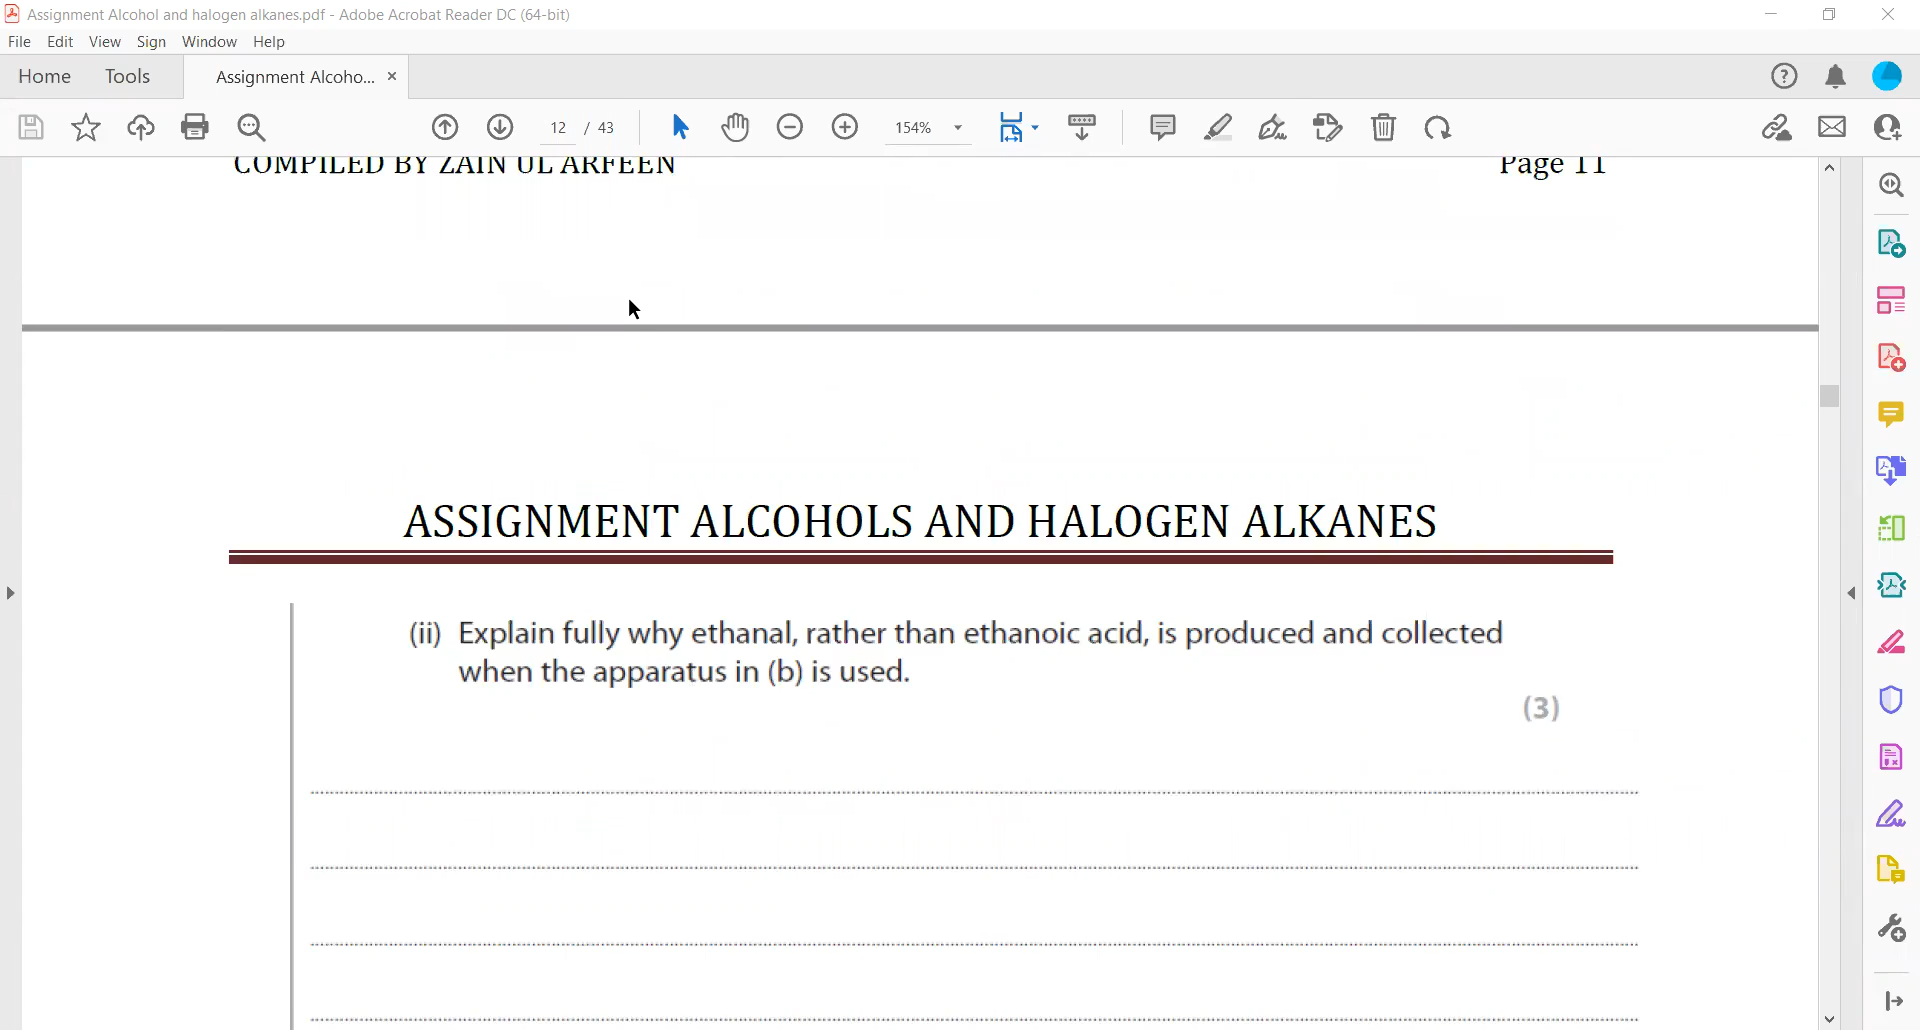 Assignment Alcohol and halogen alkanes.pdf - Adobe Acrobat Reader DC (64-bit)
File Edit View Sign Window Help
Home Tools Assignment Alcoho... ×
12 / 43 154%
COMPILED BY ZAIN UL ARFEEN Page 11
ASSIGNMENT ALCOHOLS AND HALOGEN ALKANES
(ii) Explain fully why ethanal, rather than ethanoic acid, is produced and collected
when the apparatus in (b) is used.
(3)